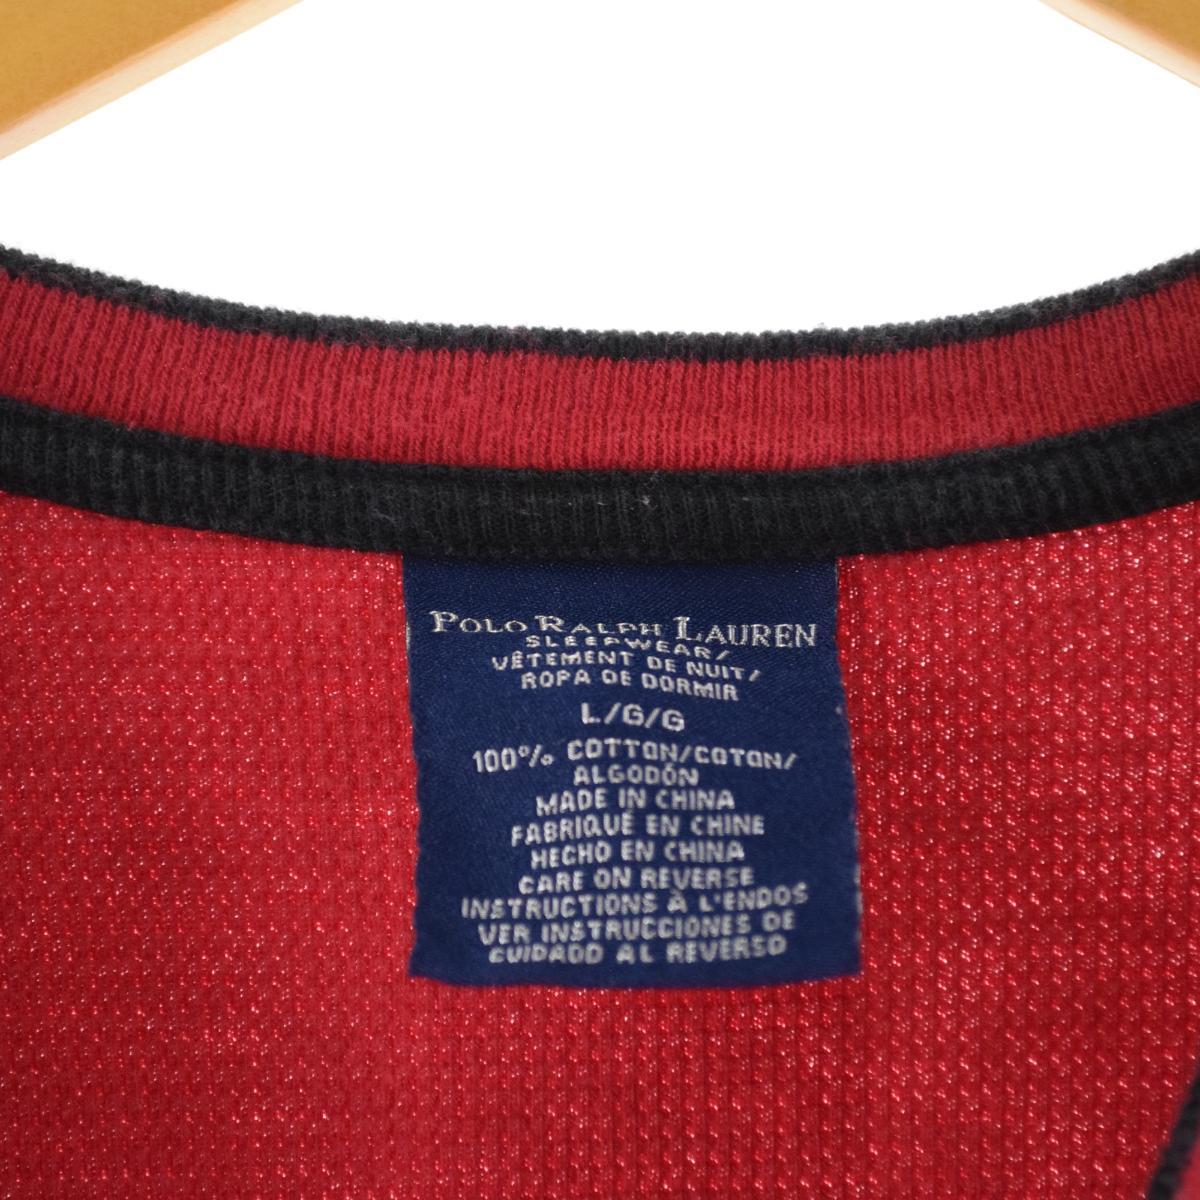 POLO RALPH LAUREN
SLEEPWEAR/
VÊTEMENT DE NUIT/
ROPA DE DORMIR
L/G/G
100% COTTON/COTON/
ALGODÓN
MADE IN CHINA
FABRIQUÉ EN CHINE
HECHO EN CHINA
CARE ON REVERSE
INSTRUCTIONS À L'ENDOS
VER INSTRUCCIONES DE
CUIDADO AL REVERSO